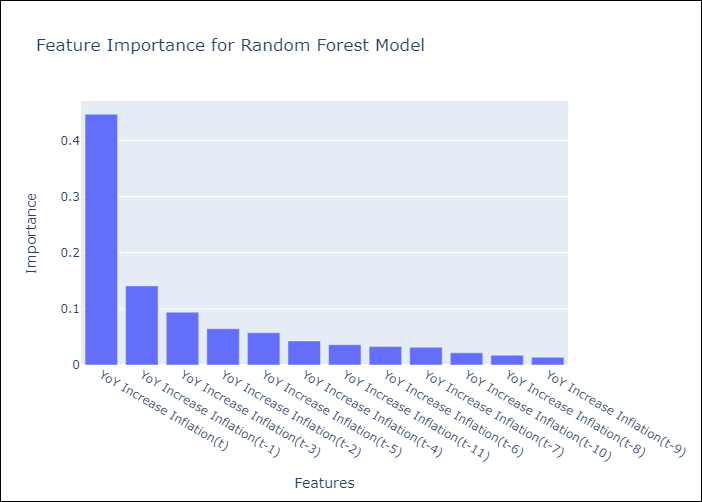 Feature Importance for Random Forest Model
Importance
0.4
0.3
0.2
0.1
0
YoY Increase Inflation(t)
YoY Increase Inflation(t-1)
YoY Increase Inflation(t-3)
YoY Increase Inflation(t-2)
YoY Increase Inflation(t-5)
YoY Increase Inflation(t-4)
YoY Increase Inflation(t-11)
YoY Increase Inflation(t-6)
YoY Increase Inflation(t-7)
YoY Increase Inflation(t-10)
YoY Increase Inflation(t-8)
YoY Increase Inflation(t-9)
Features